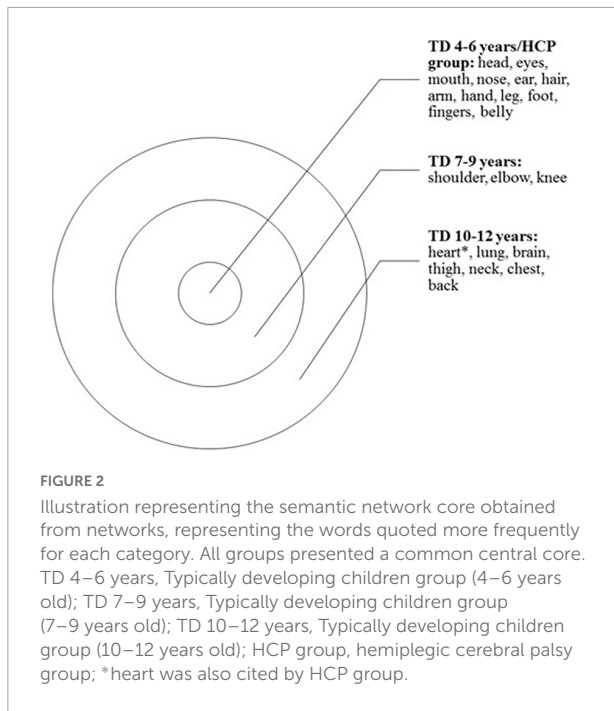 TD 4-6 years/HCP
group: head, eyes,
mouth, nose, ear, hair,
arm, hand, leg, foot,
fingers, belly
TD 7-9 years:
shoulder, elbow, knee
TD 10-12 years:
heart*, lung, brain,
thigh, neck, chest,
back
FIGURE 2
Illustration representing the semantic network core obtained
from networks, representing the words quoted more frequently
for each category. All groups presented a common central core.
TD 4–6 years, Typically developing children group (4–6 years
old); TD 7–9 years, Typically developing children group
(7–9 years old); TD 10–12 years, Typically developing children
group (10–12 years old); HCP group, hemiplegic cerebral palsy
group; *heart was also cited by HCP group.